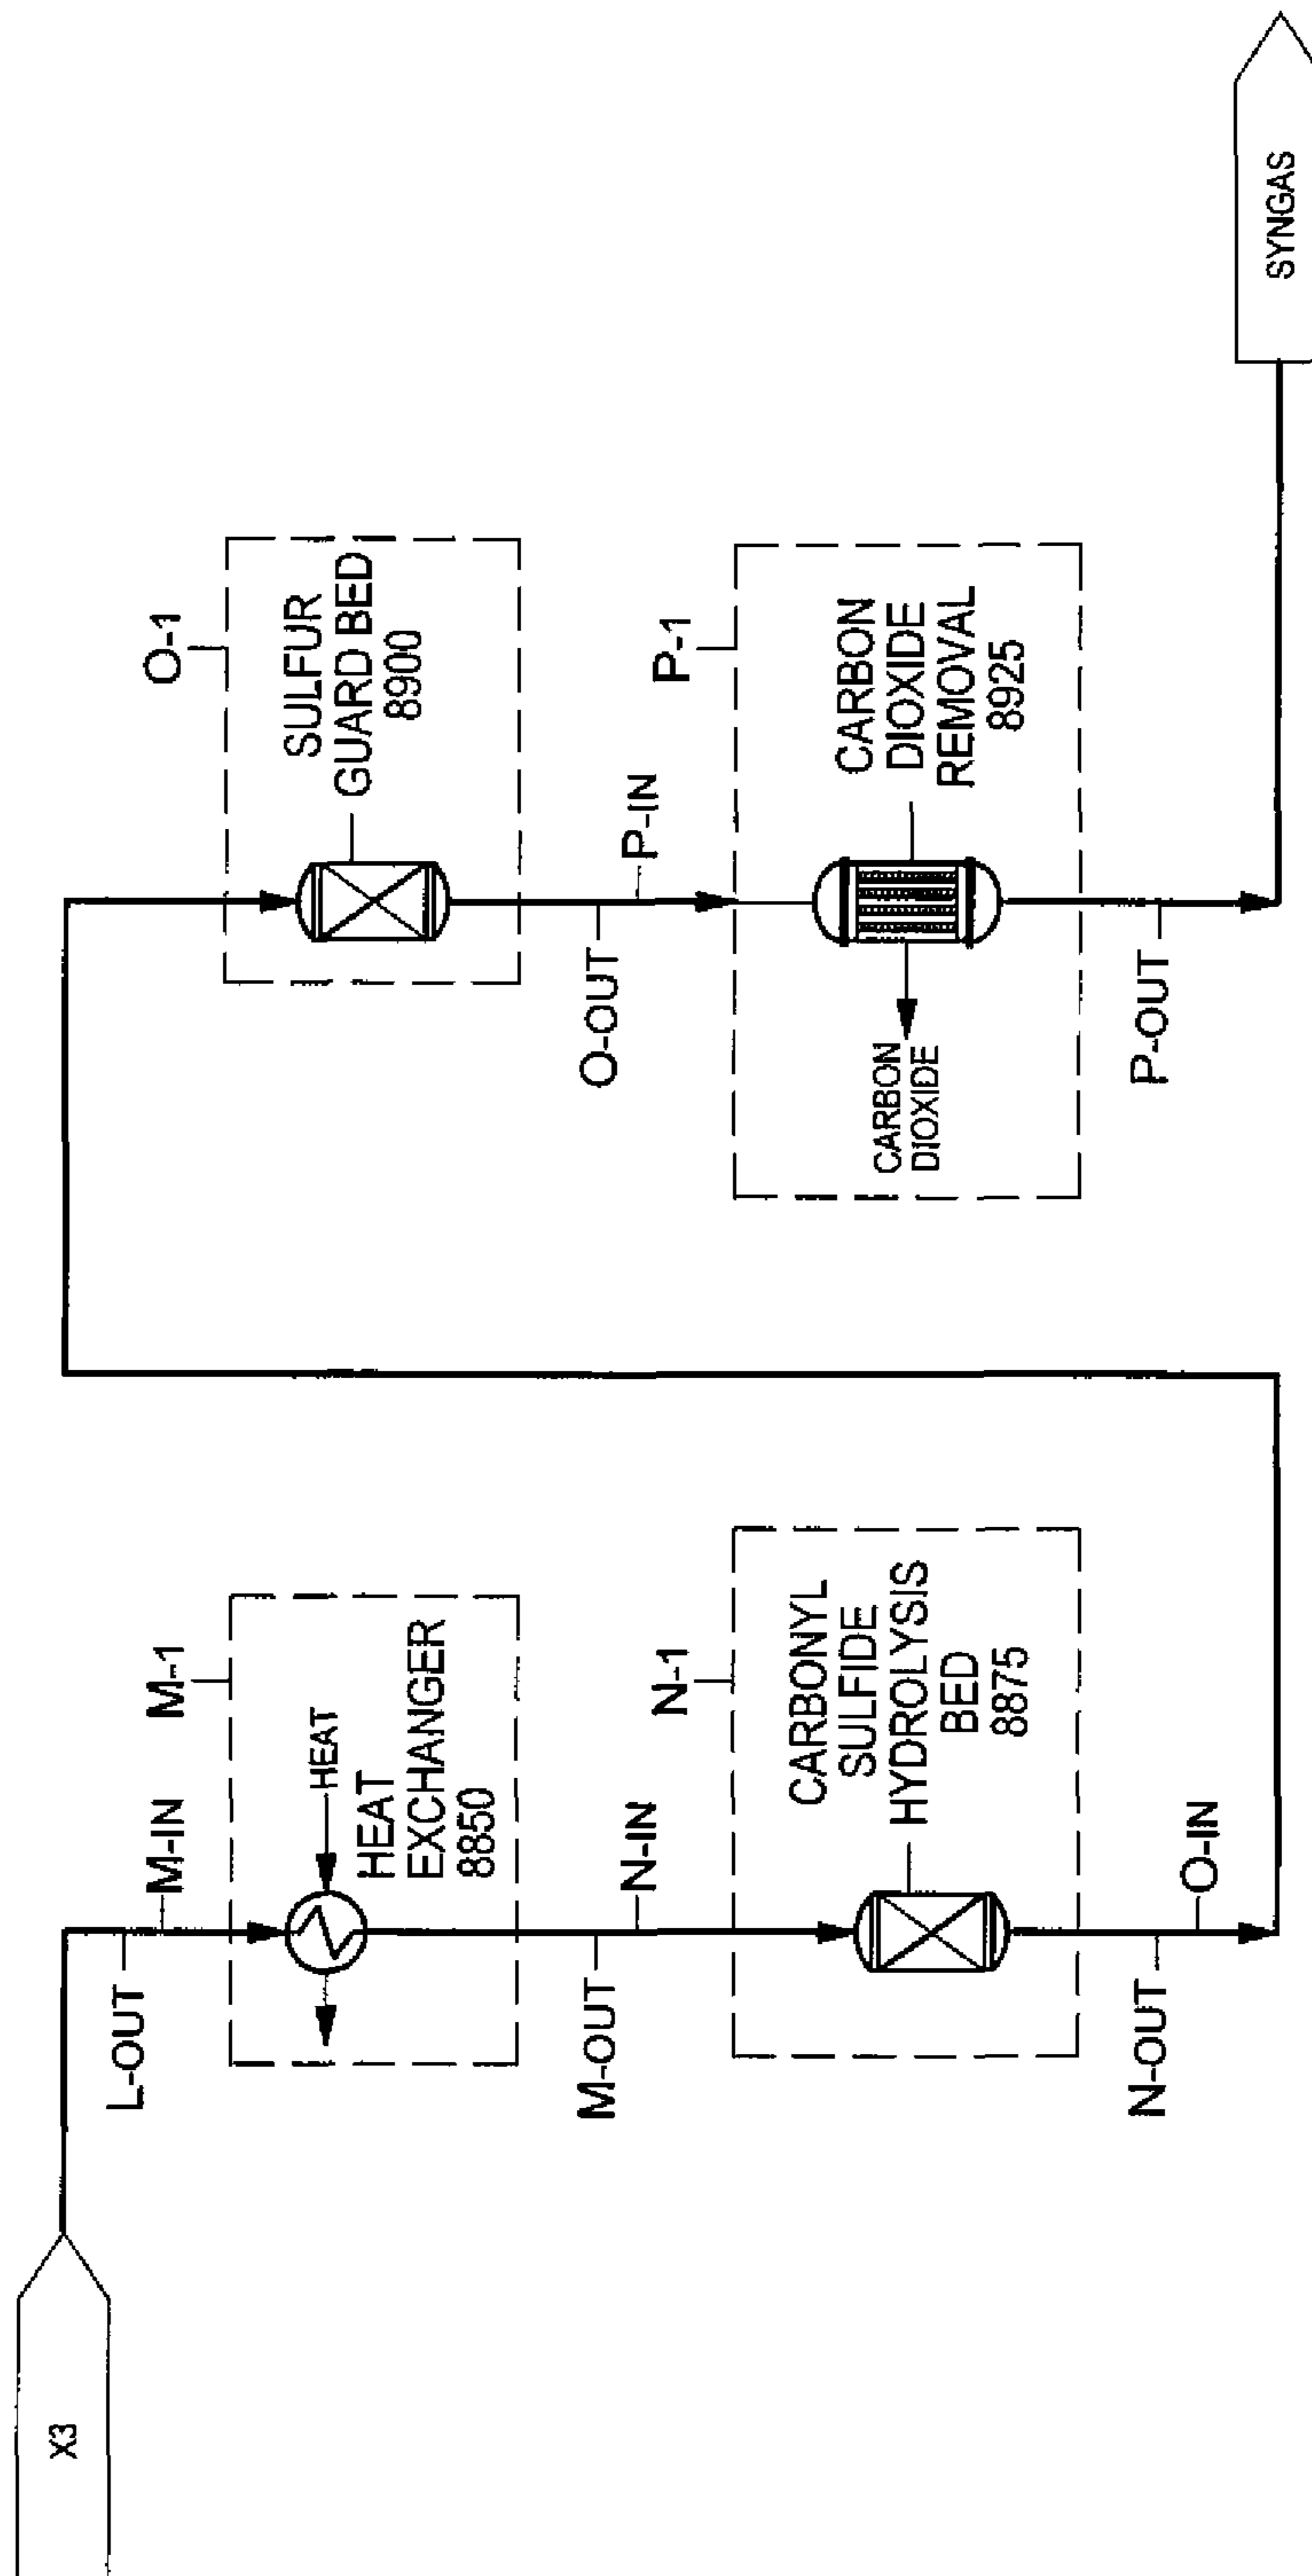 X3
L-OUT
M-IN
M-1
HEAT
HEAT
EXCHANGER
8850
M-OUT
N-IN
N-1
CARBONYL
SULFIDE
HYDROLYSIS
BED
8875
N-OUT
O-IN
O-1
SULFUR
GUARD BED
8900
O-OUT
P-IN
P-1
CARBON
DIOXIDE
REMOVAL
8925
CARBON
DIOXIDE
P-OUT
SYNGAS